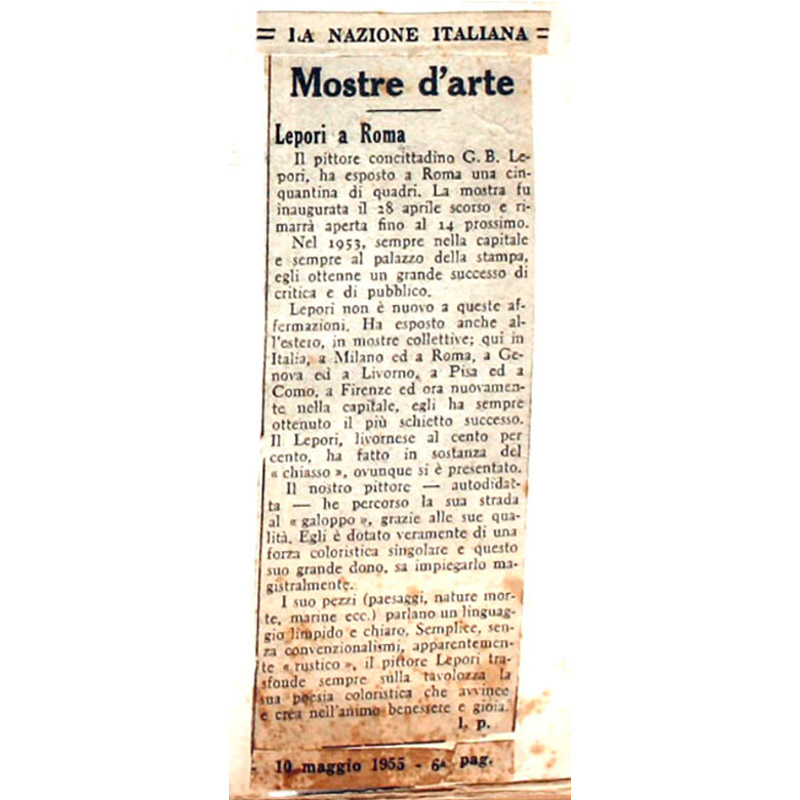 = LA NAZIONE ITALIANA =
Mostre d'arte
Lepori a Roma
Il pittore concittadino G. B. Le-
pori, ha esposto a Roma una cin-
quantina di quadri. La mostra fu
inaugurata il 28 aprile scorso e ri-
marrà aperta fino al 14 prossimo.
Nel 1953, sempre nella capitale
e sempre al palazzo della stampa,
egli ottenne un grande successo di
critica e di pubblico.
Lepori non è nuovo a queste af-
fermazioni. Ha esposto anche al-
l'estero, in mostre collettive; qui in
Italia, a Milano ed a Roma, a Ge-
nova ed a Livorno, a Pisa ed a
Como, a Firenze ed ora nuovamen-
te nella capitale, egli ha sempre
ottenuto il più schietto successo.
Il Lepori, livornese al cento per
cento, ha fatto in sostanza del
« chiasso », ovunque si è presentato.
Il nostro pittore — autodidat-
ta — he percorso la sua strada
al « galoppo », grazie alle sue qua-
lità. Egli è dotato veramente di una
forza coloristica singolare e questo
suo grande dono, sa impiegarlo ma-
gistralmente.
I suo pezzi (paesaggi, nature mor-
te, marine ecc.) parlano un linguag-
gio limpido e chiaro. Semplice, sen-
za convenzionalismi, apparentemen-
te « rustico », il pittore Lepori tra-
sfonde sempre sulla tavolozza la
sua poesia coloristica che avvince
e crea nell'animo benessere e gioia.
l. p.
- 10 maggio 1955 - 6ª pag.